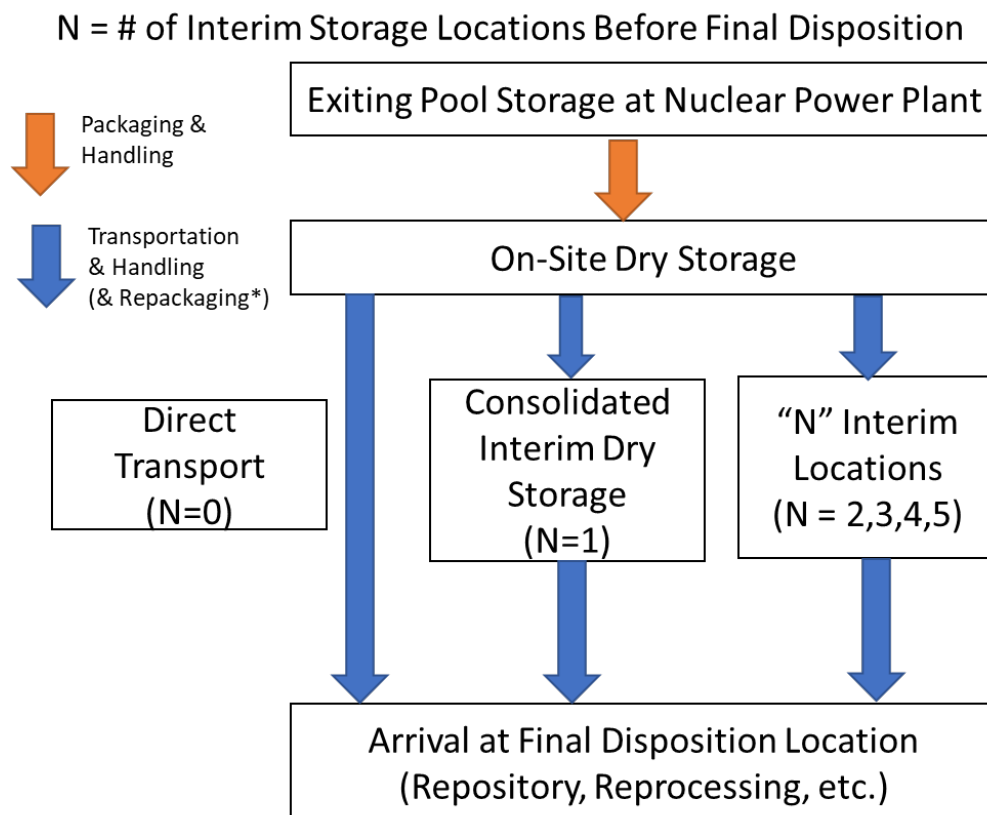 N = # of Interim Storage Locations Before Final Disposition
Exiting Pool Storage at Nuclear Power Plant
Packaging &
Handling
Transportation
& Handling
(& Repackaging*)
On-Site Dry Storage
Direct
Transport
(N=0)
Consolidated
Interim Dry
Storage
(N=1)
“N” Interim
Locations
(N = 2,3,4,5)
Arrival at Final Disposition Location
(Repository, Reprocessing, etc.)